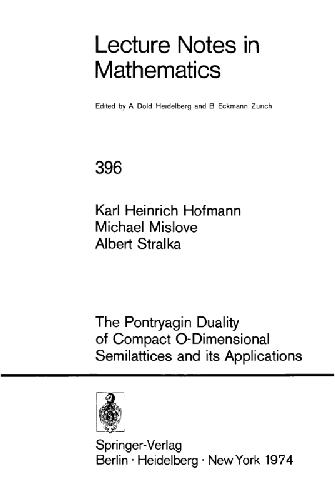 Lecture Notes in
Mathematics
Edited by A Dold Heidelberg and B Eckmann Zurich
396
Karl Heinrich Hofmann
Michael Mislove
Albert Stralka
The Pontryagin Duality
of Compact O-Dimensional
Semilattices and its Applications
Springer-Verlag
Berlin · Heidelberg · New York 1974